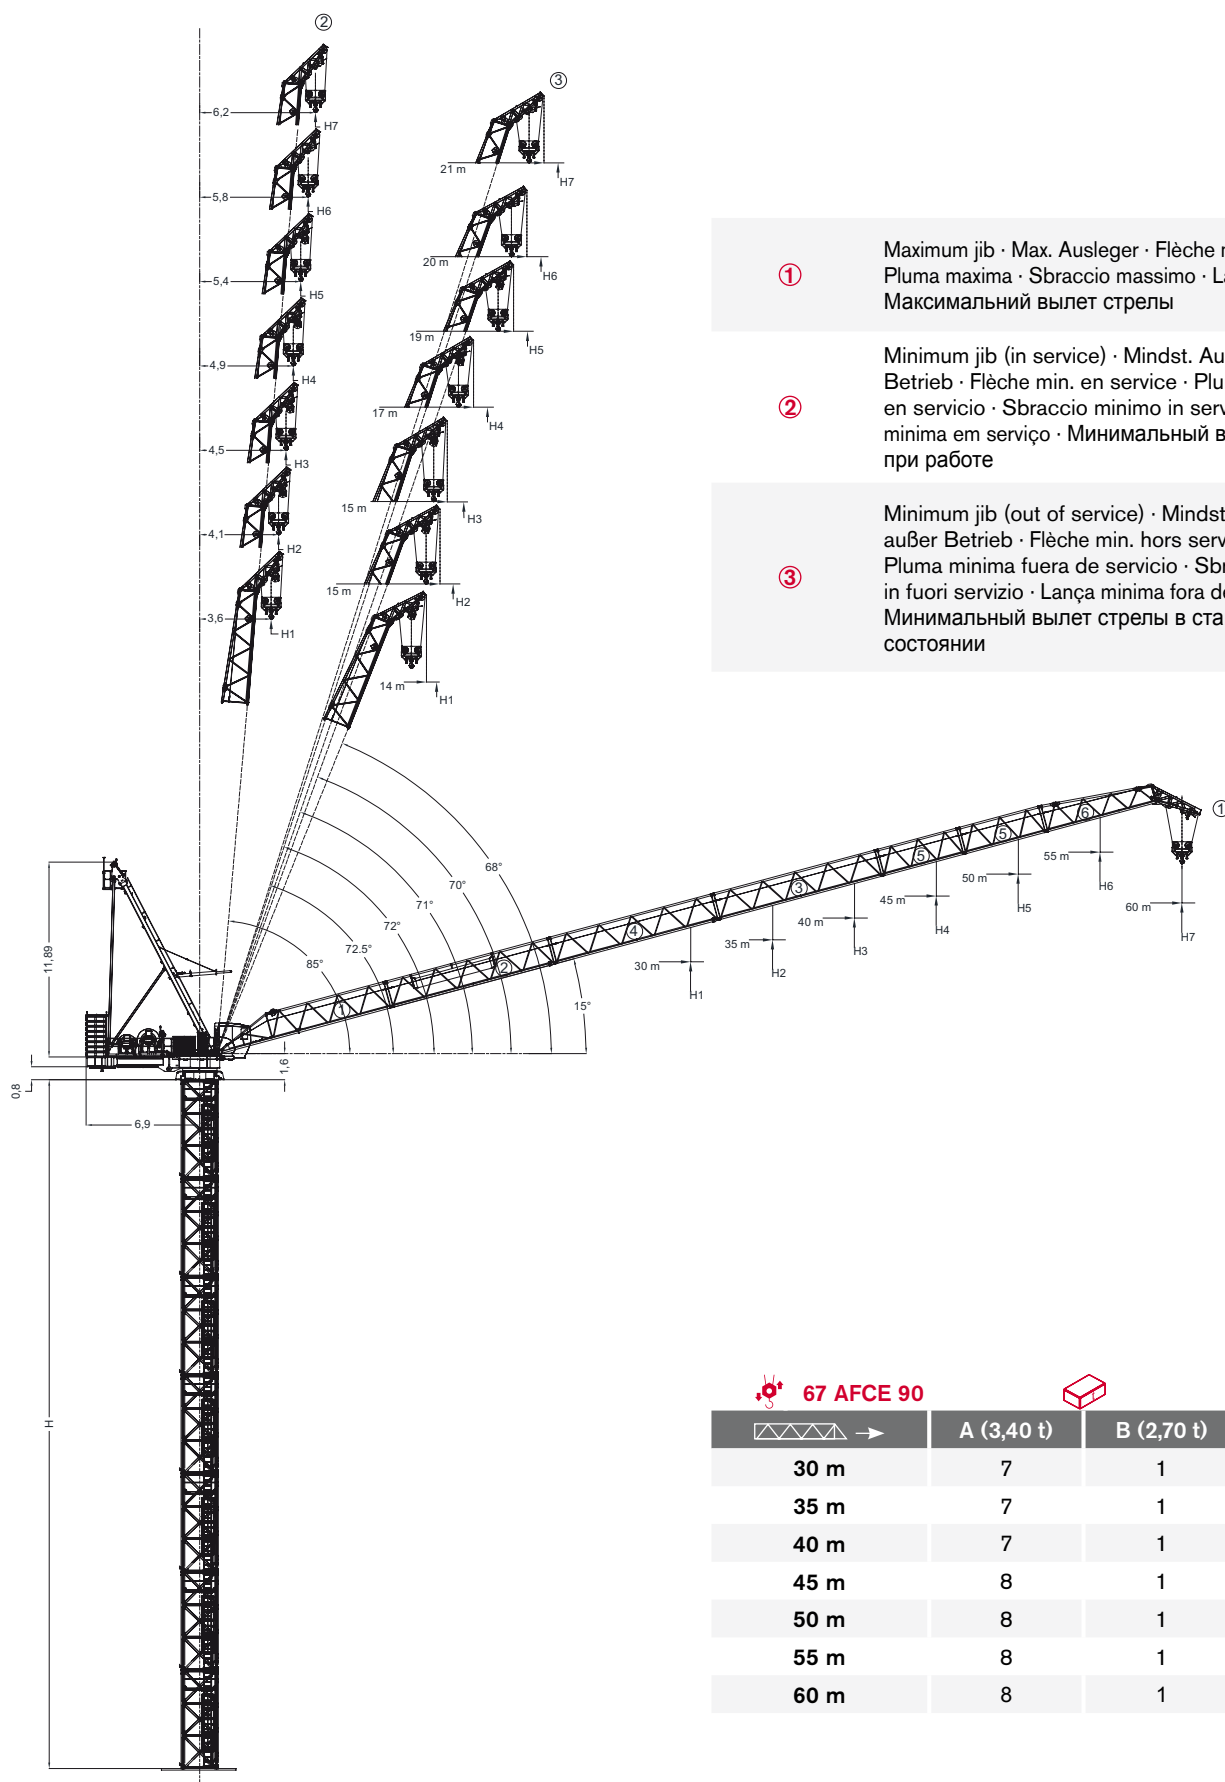 ②
6,2
H7
5,8
H6
5,4
H5
4,9
H4
4,5
H3
4,1
H2
3,6
H1
③
21 m
H7
20 m
H6
19 m
H5
17 m
H4
15 m
H3
15 m
H2
14 m
H1
①
Maximum jib · Max. Ausleger · Flèche
Pluma maxima · Sbraccio massimo ·
Максимальний вылет стрелы
②
Minimum jib (in service) · Mindst.
Betrieb · Flèche min. en service ·
en servicio · Sbraccio minimo in
minima em serviço · Минимальный
при работе
③
Minimum jib (out of service) ·
außer Betrieb · Flèche min. hors
Pluma minima fuera de servicio ·
in fuori servizio · Lança minima fora
Минимальный вылет стрелы в
состоянии
68°
70°
71°
72°
72.5°
85°
15°
①
1
2
4
3
5
5
6
30 m
H1
35 m
H2
40 m
H3
45 m
H4
50 m
H5
55 m
H6
60 m
H7
11,89
0,8
1,6
6,9
H
67 AFCE 90
A (3,40 t) B (2,70 t)
30 m 7 1
35 m 7 1
40 m 7 1
45 m 8 1
50 m 8 1
55 m 8 1
60 m 8 1